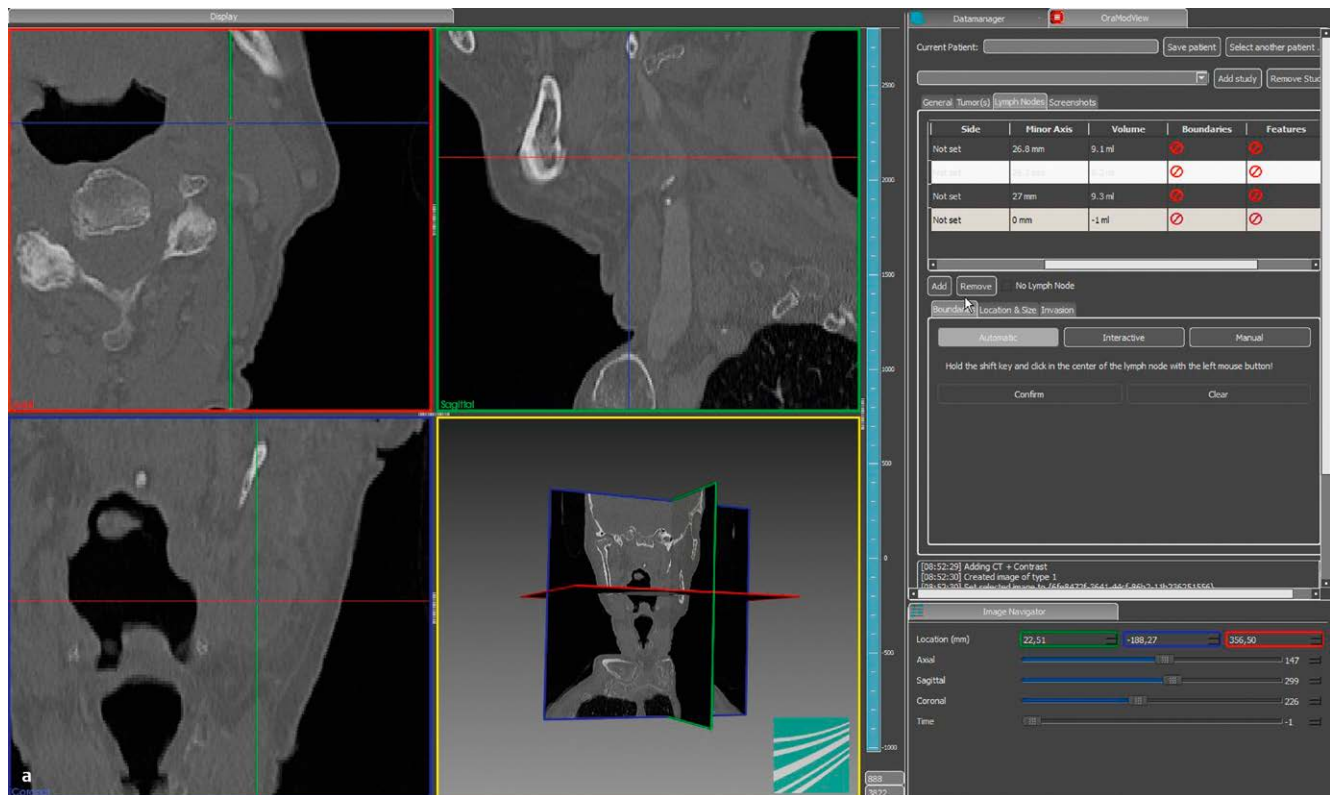 Display
Datamanager
OraModView
Current Patient:
Save patient
Select another patient .
Add study
Remove Stud
General Tumor(s) Lymph Nodes Screenshots
Side Minor Axis Volume Boundaries Features
Not set 26.8 mm 9.1 ml
Not set 27 mm 9.3 ml
Not set 0 mm -1 ml
Add Remove No Lymph Node
Location & Size Invasion
Automatic Interactive Manual
Hold the shift key and click in the center of the lymph node with the left mouse button!
Confirm Clear
[08:52:29] Adding CT + Contrast
[08:52:30] Created image of type 1
Image Navigator
Location (mm) 22,51 -188,27 356,50
Axial 147
Sagittal 299
Coronal 226
Time -1
Sagittal
2500
2000
1500
1000
500
0
-500
-1000
888
3822
a
Coronal